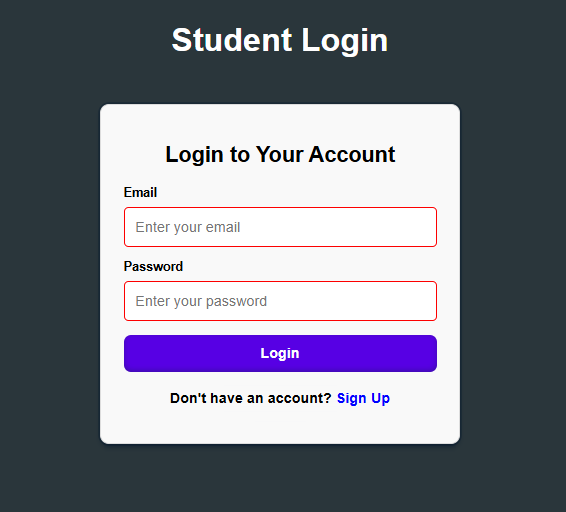 Student Login
Login to Your Account
Email
Enter your email
Password
Enter your password
Login
Don't have an account? Sign Up